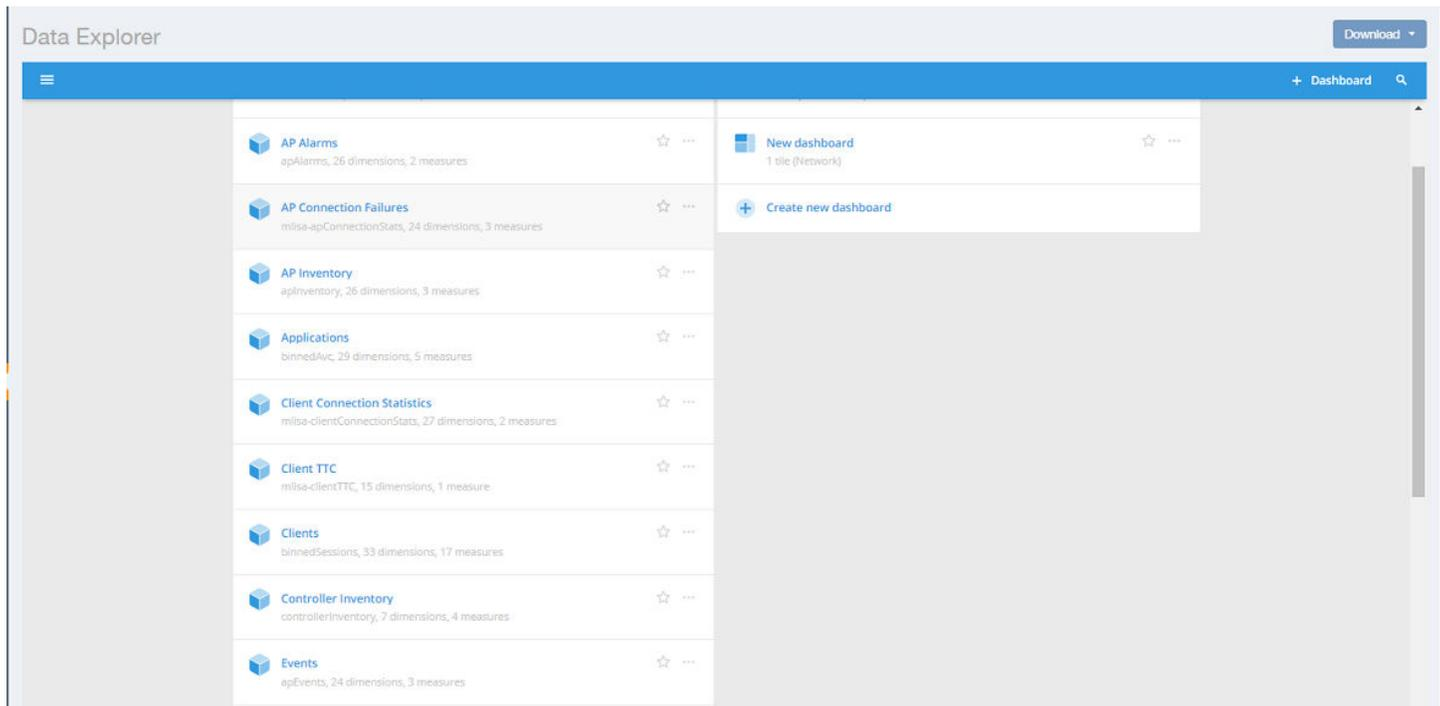 Data Explorer
Download
+ Dashboard
AP Alarms
apAlarms, 26 dimensions, 2 measures
AP Connection Failures
mlisa-apConnectionStats, 24 dimensions, 3 measures
AP Inventory
apInventory, 26 dimensions, 3 measures
Applications
binnedAvc, 29 dimensions, 5 measures
Client Connection Statistics
mlisa-clientConnectionStats, 27 dimensions, 2 measures
Client TTC
mlisa-clientTTC, 15 dimensions, 1 measure
Clients
binnedSessions, 33 dimensions, 17 measures
Controller Inventory
controllerInventory, 7 dimensions, 4 measures
Events
apEvents, 24 dimensions, 3 measures
New dashboard
1 tile (Network)
Create new dashboard